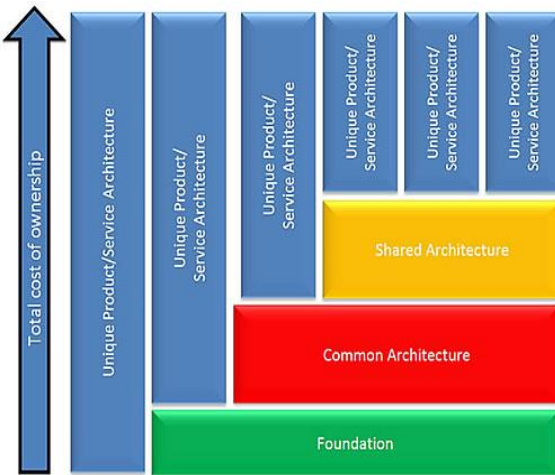 Total cost of ownership
Unique Product/Service Architecture
Unique Product/
Service Architecture
Unique Product/
Service Architecture
Unique Product/
Service Architecture
Unique Product/
Service Architecture
Unique Product/
Service Architecture
Shared Architecture
Common Architecture
Foundation